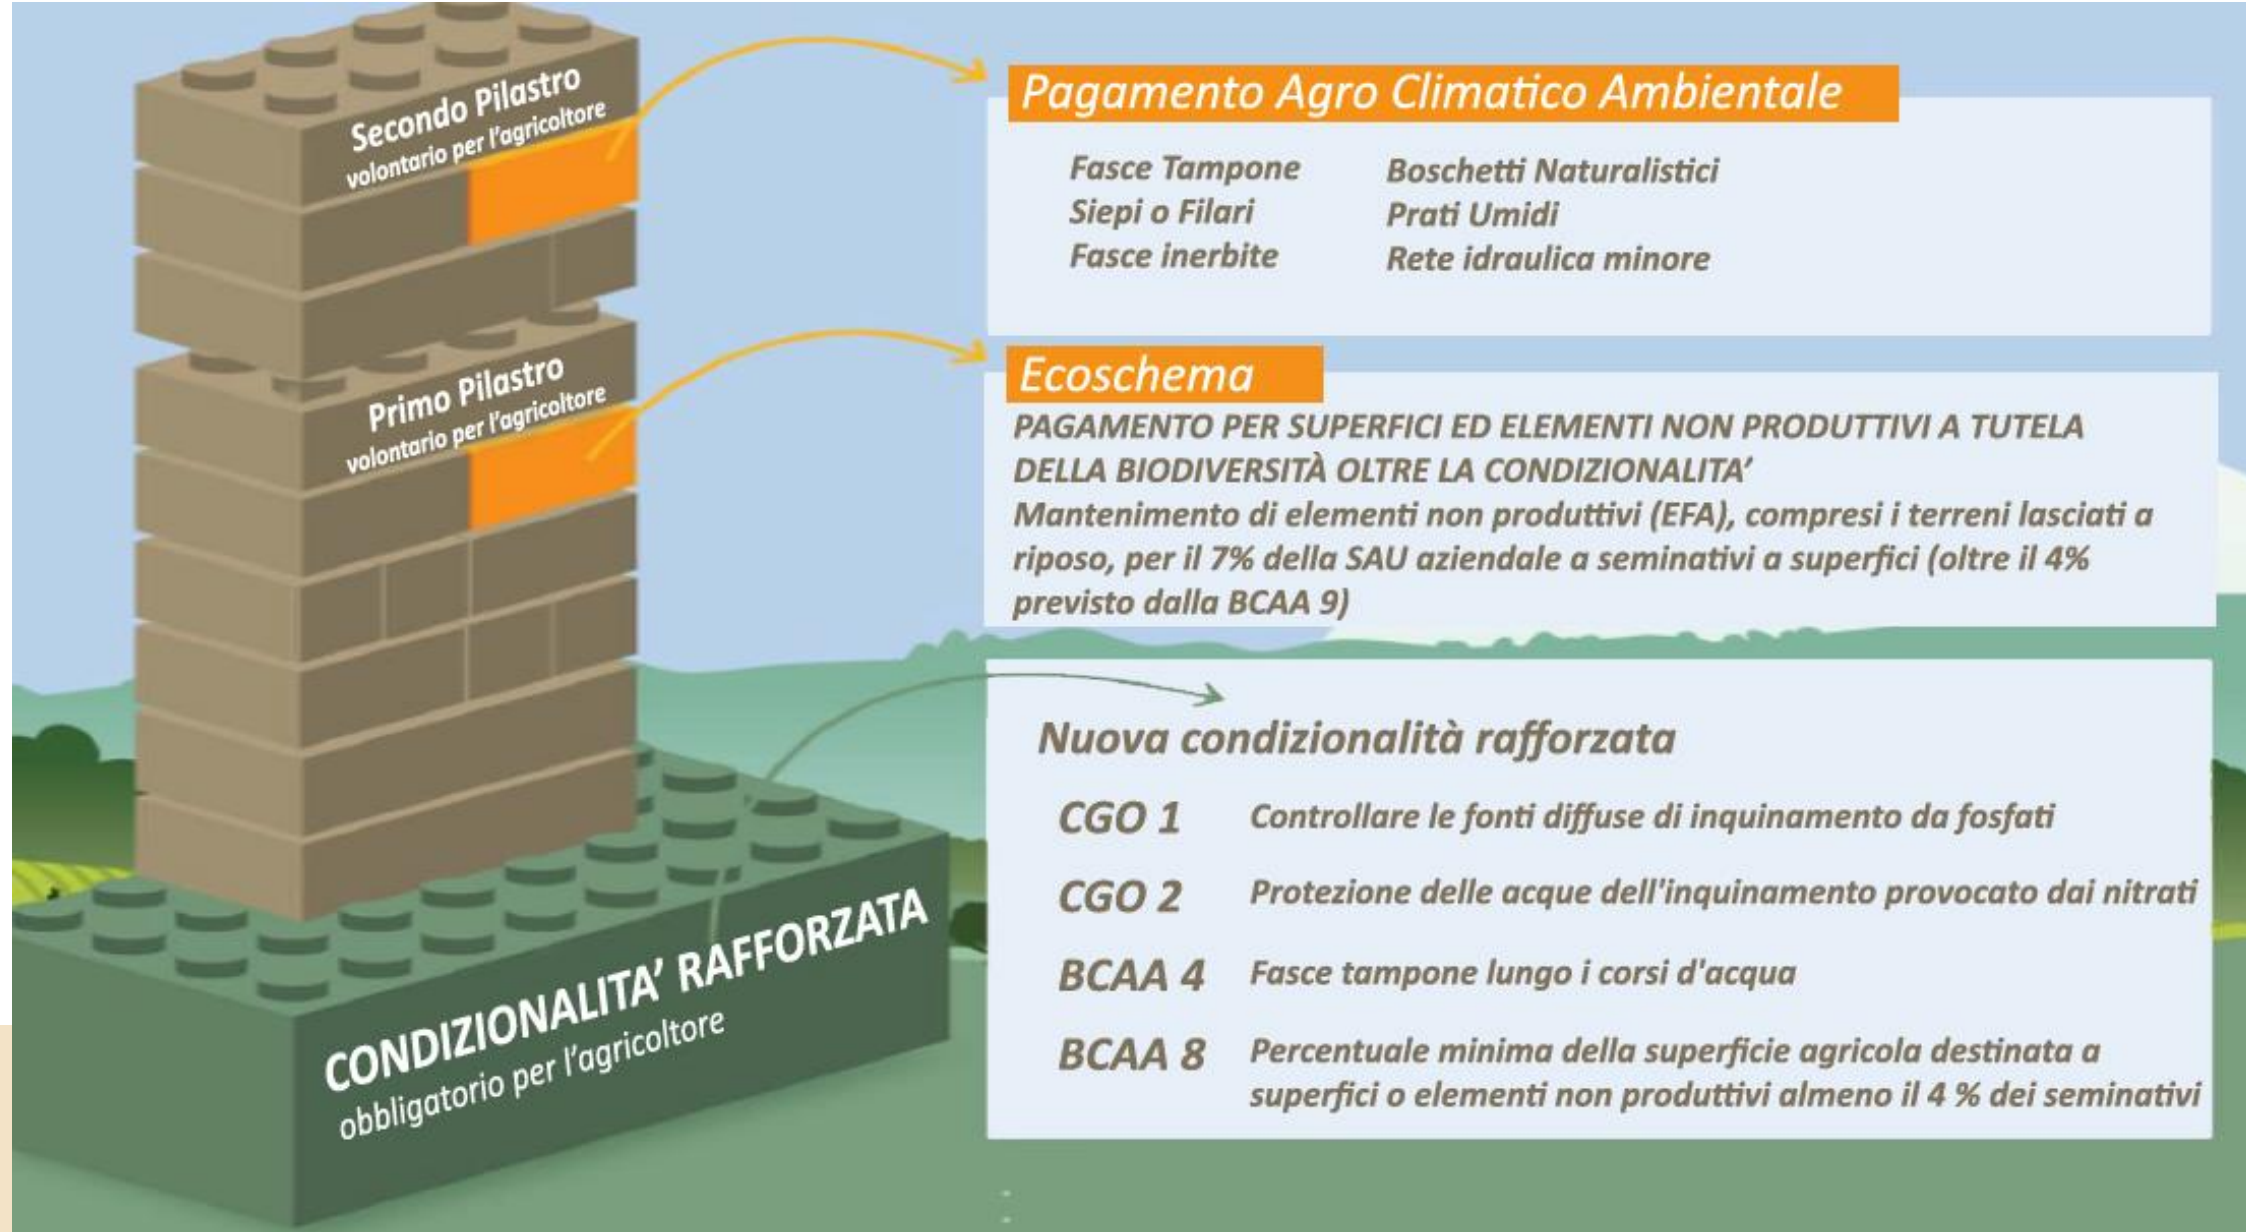 Secondo Pilastro
volontario per l'agricoltore
Primo Pilastro
volontario per l'agricoltore
CONDIZIONALITA' RAFFORZATA
obbligatorio per l'agricoltore
Pagamento Agro Climatico Ambientale
Fasce Tampone
Siepi o Filari
Fasce inerbite
Boschetti Naturalistici
Prati Umidi
Rete idraulica minore
Ecoschema
PAGAMENTO PER SUPERFICI ED ELEMENTI NON PRODUTTIVI A TUTELA
DELLA BIODIVERSITÀ OLTRE LA CONDIZIONALITA'
Mantenimento di elementi non produttivi (EFA), compresi i terreni lasciati a
riposo, per il 7% della SAU aziendale a seminativi a superfici (oltre il 4%
previsto dalla BCAA 9)
Nuova condizionalità rafforzata
CGO 1 Controllare le fonti diffuse di inquinamento da fosfati
CGO 2 Protezione delle acque dell'inquinamento provocato dai nitrati
BCAA 4 Fasce tampone lungo i corsi d'acqua
BCAA 8 Percentuale minima della superficie agricola destinata a
superfici o elementi non produttivi almeno il 4 % dei seminativi